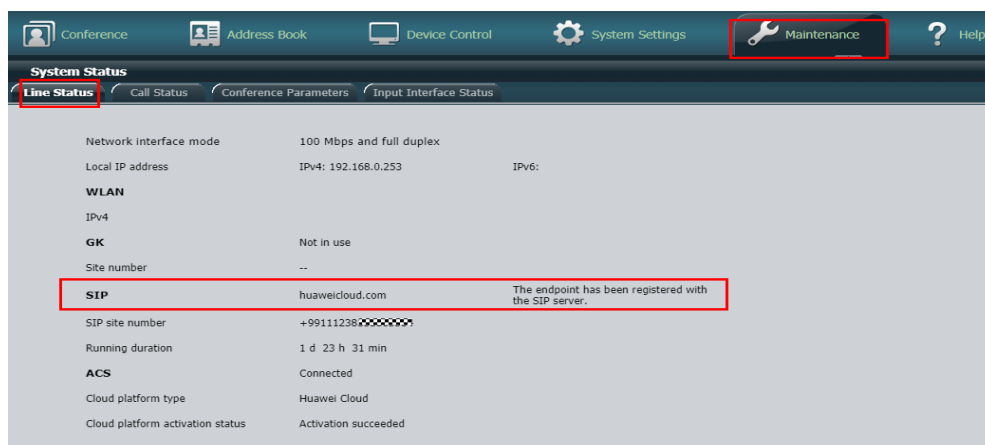 Conference Address Book Device Control System Settings Maintenance ? Help
System Status
Line Status Call Status Conference Parameters Input Interface Status
Network interface mode 100 Mbps and full duplex
Local IP address IPv4: 192.168.0.253 IPv6:
WLAN
IPv4
GK Not in use
Site number --
SIP huaweicloud.com The endpoint has been registered with
the SIP server.
SIP site number +99111238
Running duration 1 d 23 h 31 min
ACS Connected
Cloud platform type Huawei Cloud
Cloud platform activation status Activation succeeded